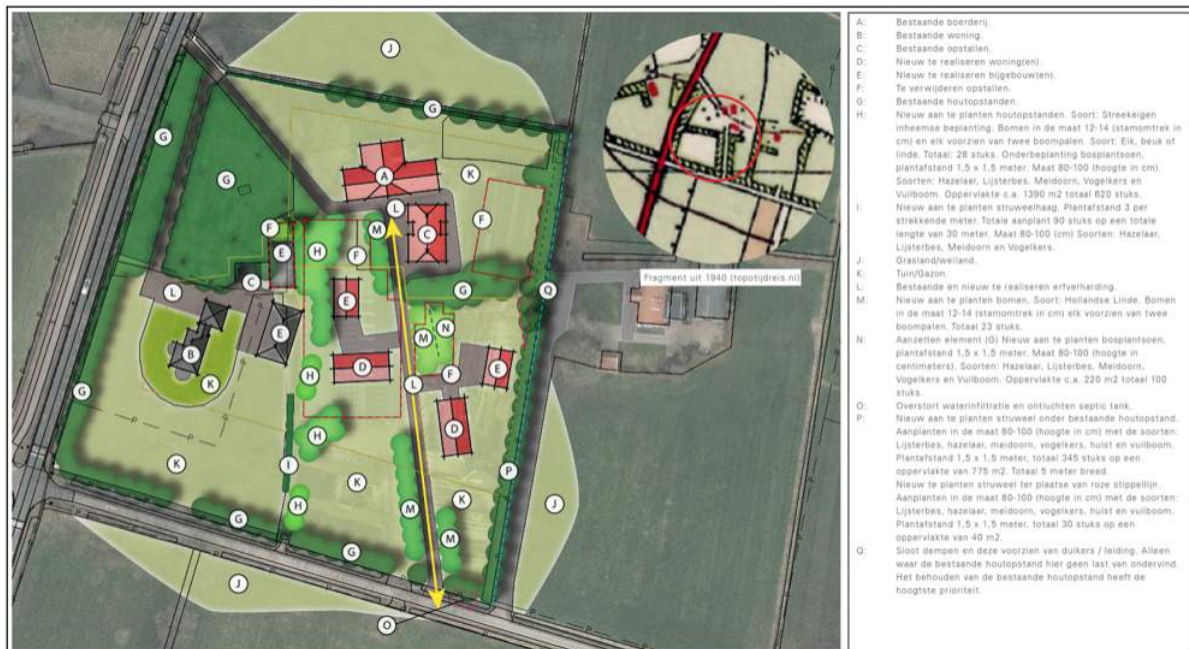 A: Bestaande boerderij.
B: Bestaande woning.
C: Bestaande opstallen.
D: Nieuw te realiseren woning(en).
E: Nieuw te realiseren bijgebouw(en).
F: Te verwijderen opstallen.
G: Bestaande houtopstanden.
H: Nieuw aan te planten houtopstanden. Soort: Streekeigen
inheemse beplanting. Bomen in de maat 12-14 (stamomtrek in
cm) en elk voorzien van twee boompalen. Soort: Eik, beuk of
linde. Totaal: 28 stuks. Onderbeplanting bosplantsoen,
plantafstand 1,5 x 1,5 meter. Maat 80-100 (hoogte in cm).
Soorten: Hazelaar, Lijsterbes, Meidoorn, Vogelkers en
Vuilboom. Oppervlakte c.a. 1390 m2 totaal 620 stuks.
I: Nieuw aan te planten struweelhaag. Plantafstand 3 per
strekkende meter. Totale aanplant 90 stuks op een totale
lengte van 30 meter. Maat 80-100 (cm) Soorten: Hazelaar,
Lijsterbes, Meidoorn en Vogelkers.
J: Grasland/weiland.
K: Tuin/Gazon.
L: Bestaande en nieuw te realiseren erfverharding.
M: Nieuw aan te planten bomen. Soort: Hollandse Linde. Bomen
in de maat 12-14 (stamomtrek in cm) elk voorzien van twee
boompalen. Totaal 23 stuks.
N: Aanzetten element (G) Nieuw aan te planten bosplantsoen,
plantafstand 1,5 x 1,5 meter. Maat 80-100 (hoogte in
centimeters). Soorten: Hazelaar, Lijsterbes, Meidoorn,
Vogelkers en Vuilboom. Oppervlakte c.a. 220 m2 totaal 100
stuks.
O: Overstort waterinfiltratie en ontluchten septic tank.
P: Nieuw aan te planten struweel onder bestaande houtopstand.
Aanplanten in de maat 80-100 (hoogte in cm) met de soorten:
Lijsterbes, hazelaar, meidoorn, vogelkers, hulst en vuilboom.
Plantafstand 1,5 x 1,5 meter, totaal 345 stuks op een
oppervlakte van 775 m2. Totaal 5 meter breed.
Nieuw te planten struweel ter plaatse van roze stippellijn.
Aanplanten in de maat 80-100 (hoogte in cm) met de soorten:
Lijsterbes, hazelaar, meidoorn, vogelkers, hulst en vuilboom.
Plantafstand 1,5 x 1,5 meter, totaal 30 stuks op een
oppervlakte van 40 m2.
Q: Sloot dempen en deze voorzien van duikers / leiding. Alleen
waar de bestaande houtopstand hier geen last van ondervind.
Het behouden van de bestaande houtopstand heeft de
hoogtste prioriteit.
Fragment uit 1940 (topotijdreis.nl)
J
G
G
G
A
K
L
F
F
M
C
E
H
F
C
L
E
G
Q
E
M
N
B
K
D
H
L
F
E
G
D
H
K
I
K
P
M
K
J
H
M
G
G
J
O